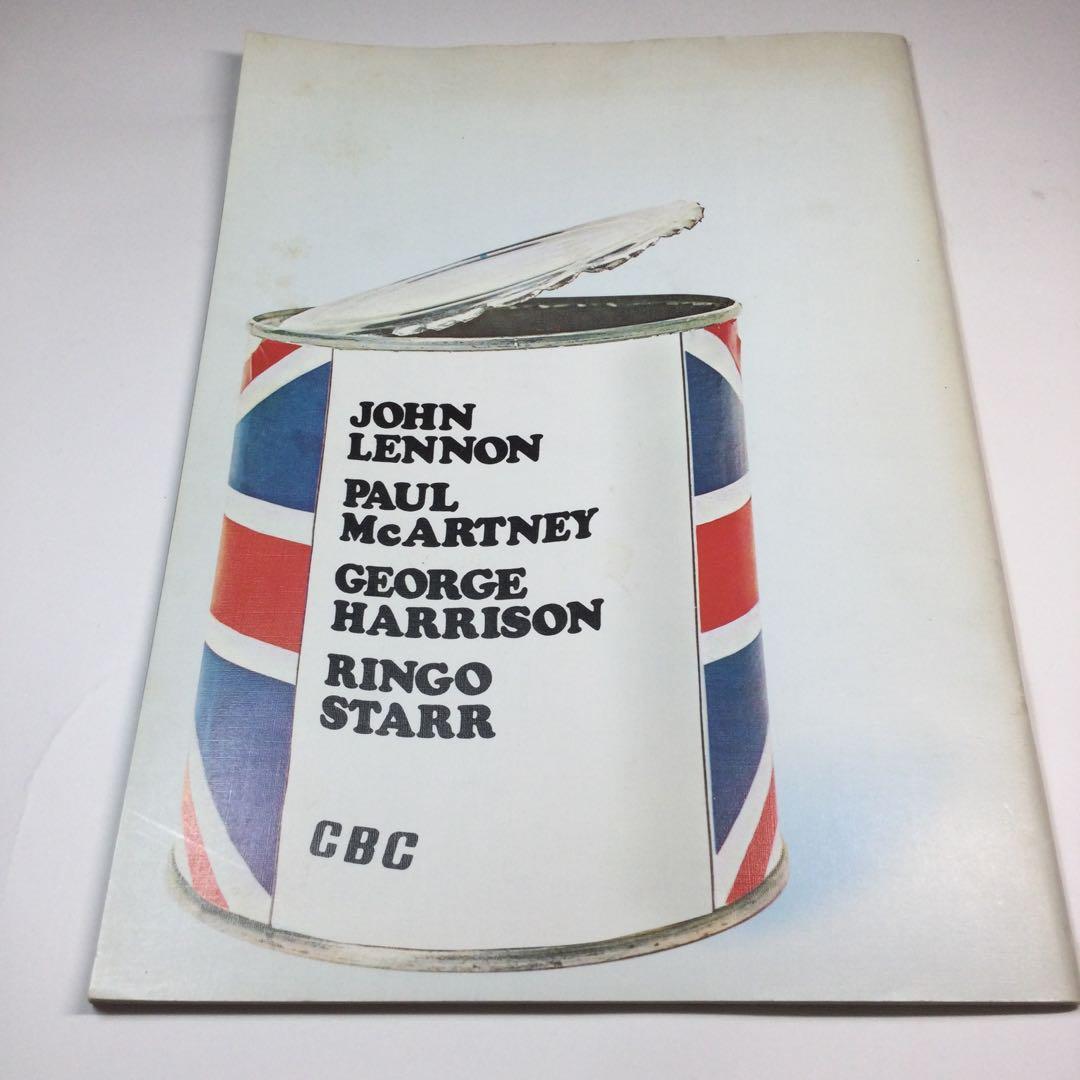 JOHN
LENNON
PAUL
McARTNEY
GEORGE
HARRISON
RINGO
STARR
CBC